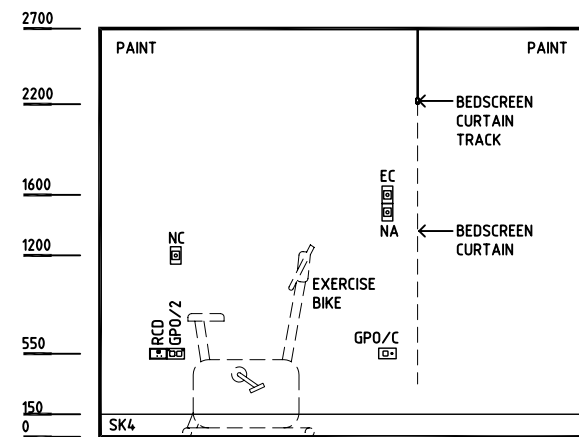 2700
PAINT
PAINT
2200
BEDSCREEN
CURTAIN
TRACK
EC
1600
NA
BEDSCREEN
CURTAIN
NC
1200
EXERCISE
BIKE
RCD
GPO/2
GPO/C
550
150
SK4
0